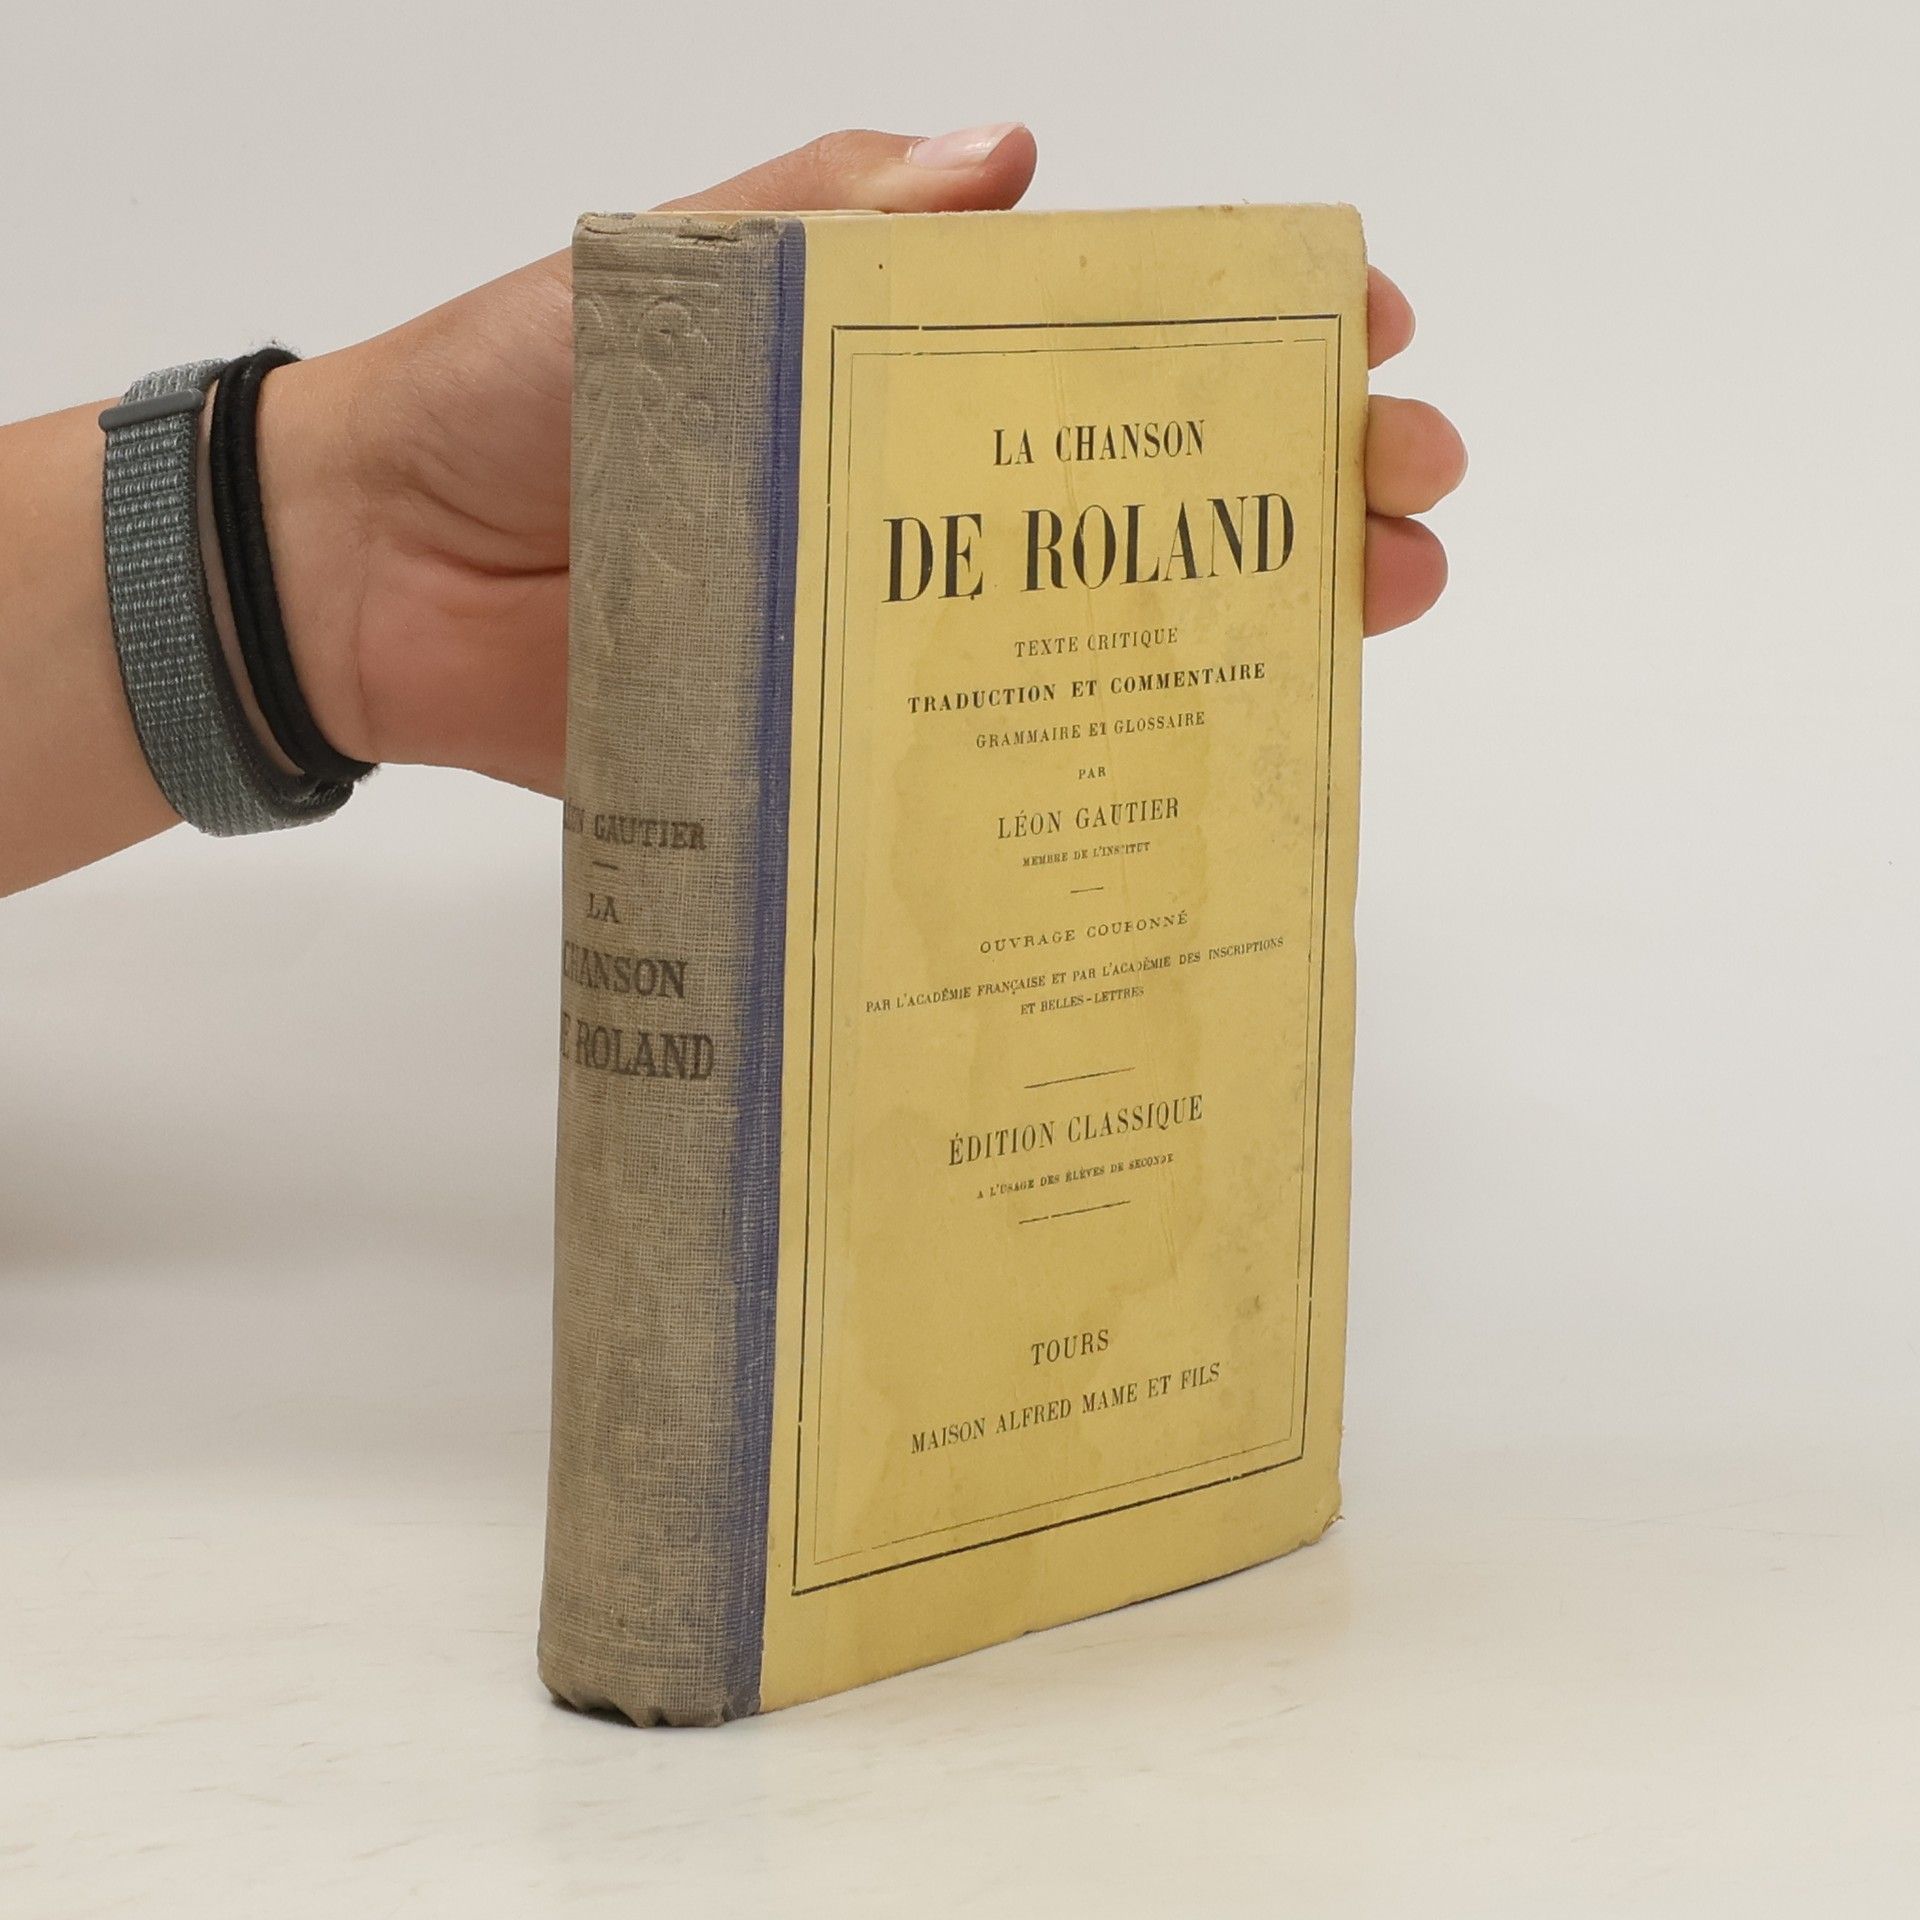 LÉON GAUTIER
LA
CHANSON
DE ROLAND
LA CHANSON
DE ROLAND
TEXTE CRITIQUE
TRADUCTION ET COMMENTAIRE
GRAMMAIRE ET GLOSSAIRE
PAR
LÉON GAUTIER
MEMBRE DE L'INSTITUT
OUVRAGE COURONNÉ
PAR L'ACADÉMIE FRANÇAISE ET PAR L'ACADÉMIE DES INSCRIPTIONS
ET BELLES-LETTRES
ÉDITION CLASSIQUE
A L'USAGE DES ÉLÈVES DE SECONDE
TOURS
MAISON ALFRED MAME ET FILS